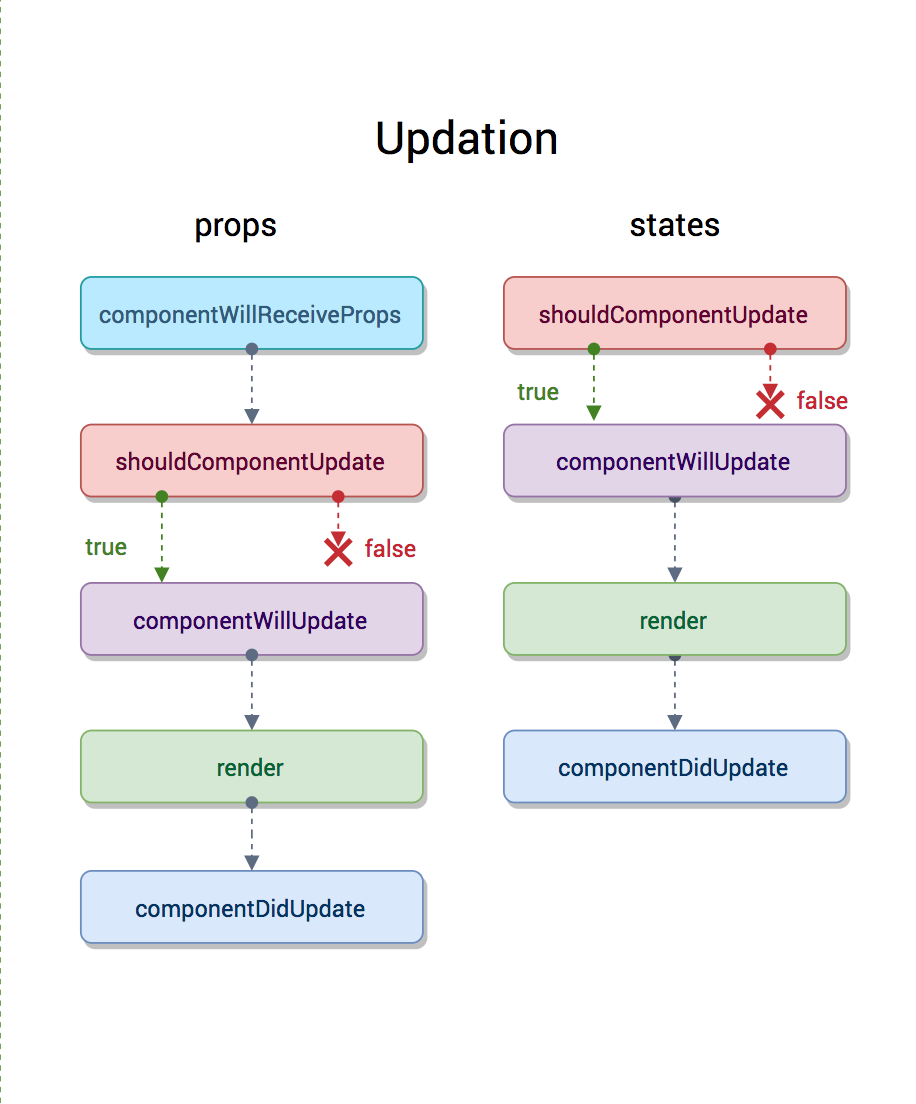 Updation
props
componentWillReceiveProps
shouldComponentUpdate
true
false
componentWillUpdate
render
componentDidUpdate
states
shouldComponentUpdate
true
false
componentWillUpdate
render
componentDidUpdate